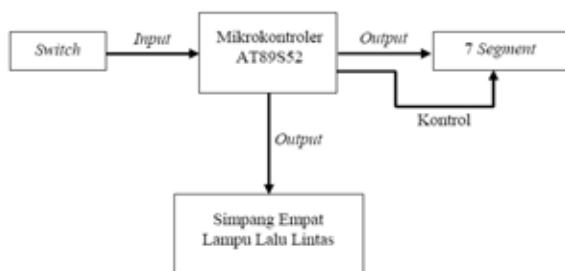 Switch
Input
Mikrokontroler
AT89S52
Output
7 Segment
Kontrol
Output
Simpang Empat
Lampu Lalu Lintas